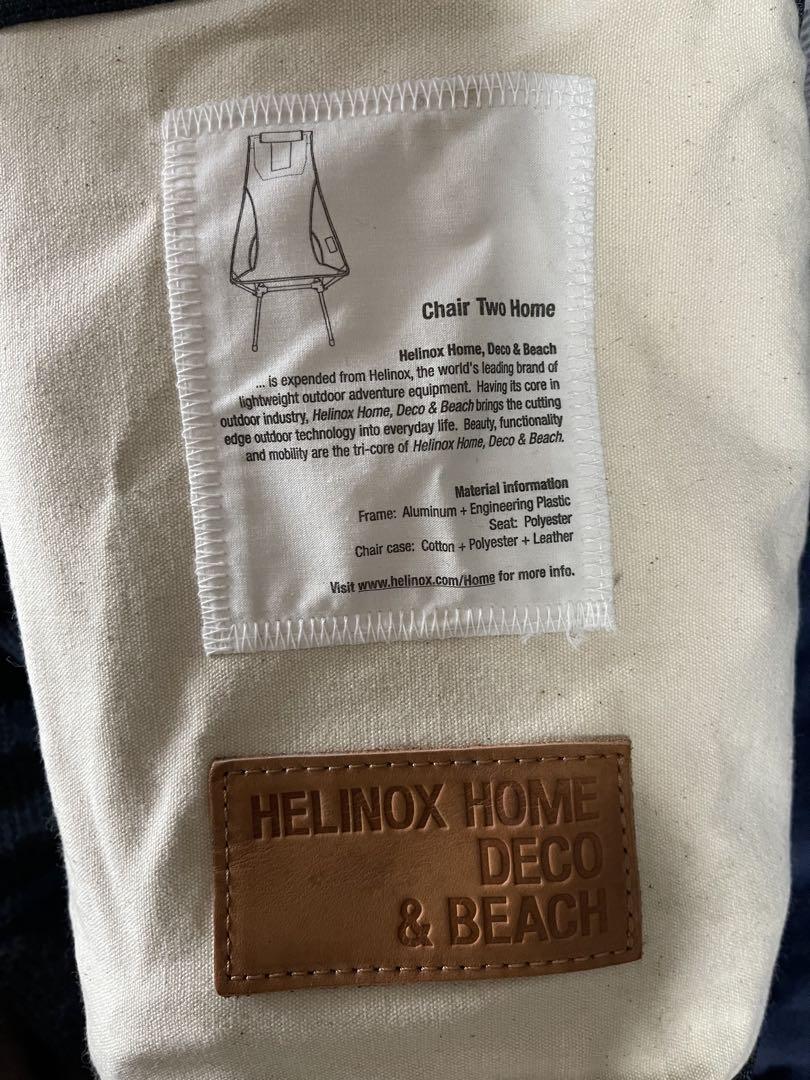 Chair Two Home
Helinox Home, Deco & Beach
... is expended from Helinox, the world's leading brand of
lightweight outdoor adventure equipment. Having its core in
outdoor industry, Helinox Home, Deco & Beach brings the cutting
edge outdoor technology into everyday life. Beauty, functionality
and mobility are the tri-core of Helinox Home, Deco & Beach.
Material information
Frame: Aluminum + Engineering Plastic
Seat: Polyester
Chair case: Cotton + Polyester + Leather
Visit www.helinox.com/Home for more info.
HELINOX HOME
DECO
& BEACH